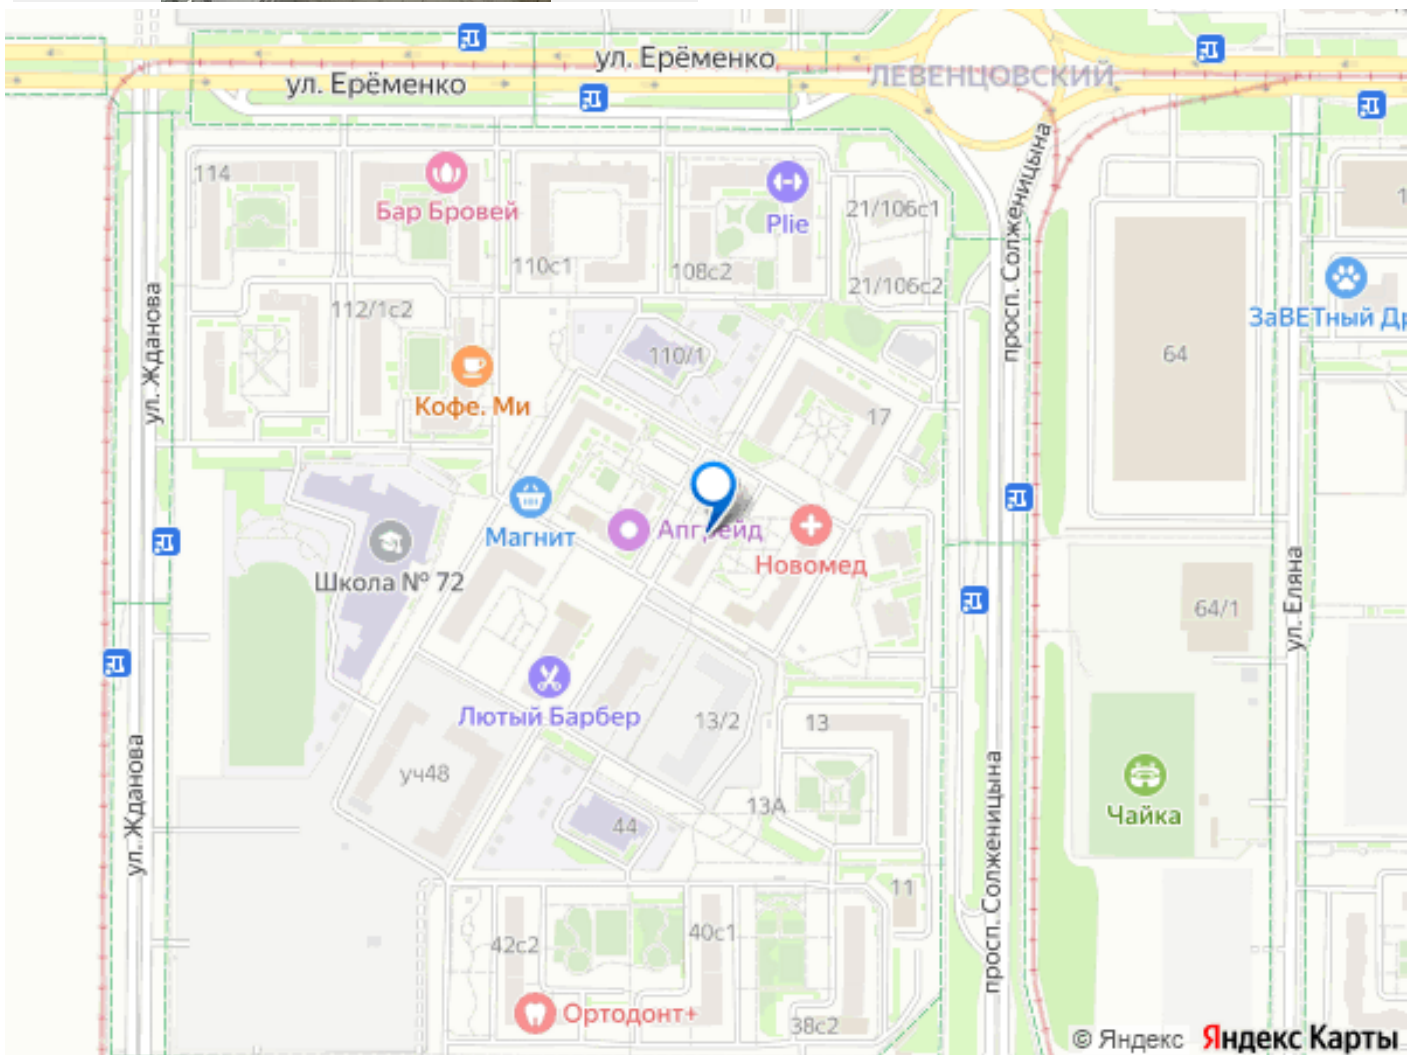 ул. Ерёменко
ул. Ерёменко
ЛЕВЕНЦОВСКИЙ
114
Бар Бровей
Plie
21/106с1
110с1
108с2
21/106с2
просп. Солженицына
ул. Жданова
112/1с2
110/1
ЗаВЕТный Др
64
Кофе. Ми
17
Магнит
Апгрейд
Новомед
Школа № 72
64/1
ул. Еляна
Лютый Барбер
13/2
13
уч48
13А
44
Чайка
ул. Жданова
просп. Солженицына
11
42с2
40с1
Ортодонт+
38с2
© Яндекс Яндекс Карты